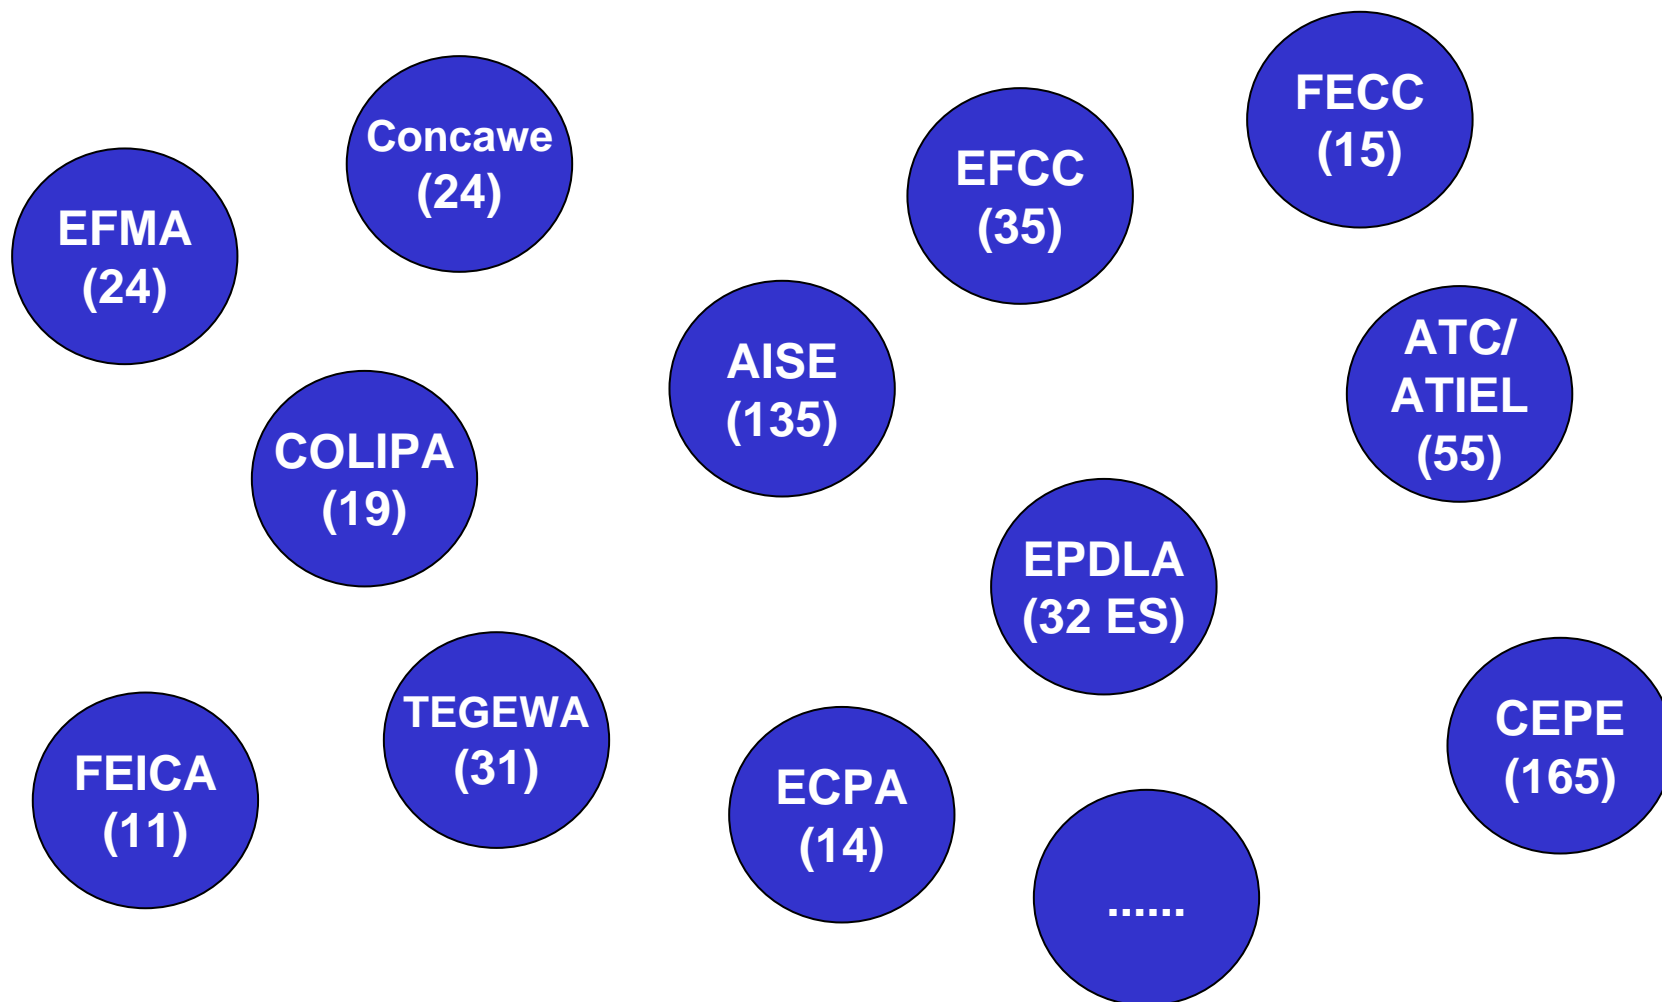 FECC
(15)
Concawe
(24)
EFCC
(35)
EFMA
(24)
ATC/
ATIEL
(55)
AISE
(135)
COLIPA
(19)
EPDLA
(32 ES)
TEGEWA
(31)
CEPE
(165)
FEICA
(11)
ECPA
(14)
......